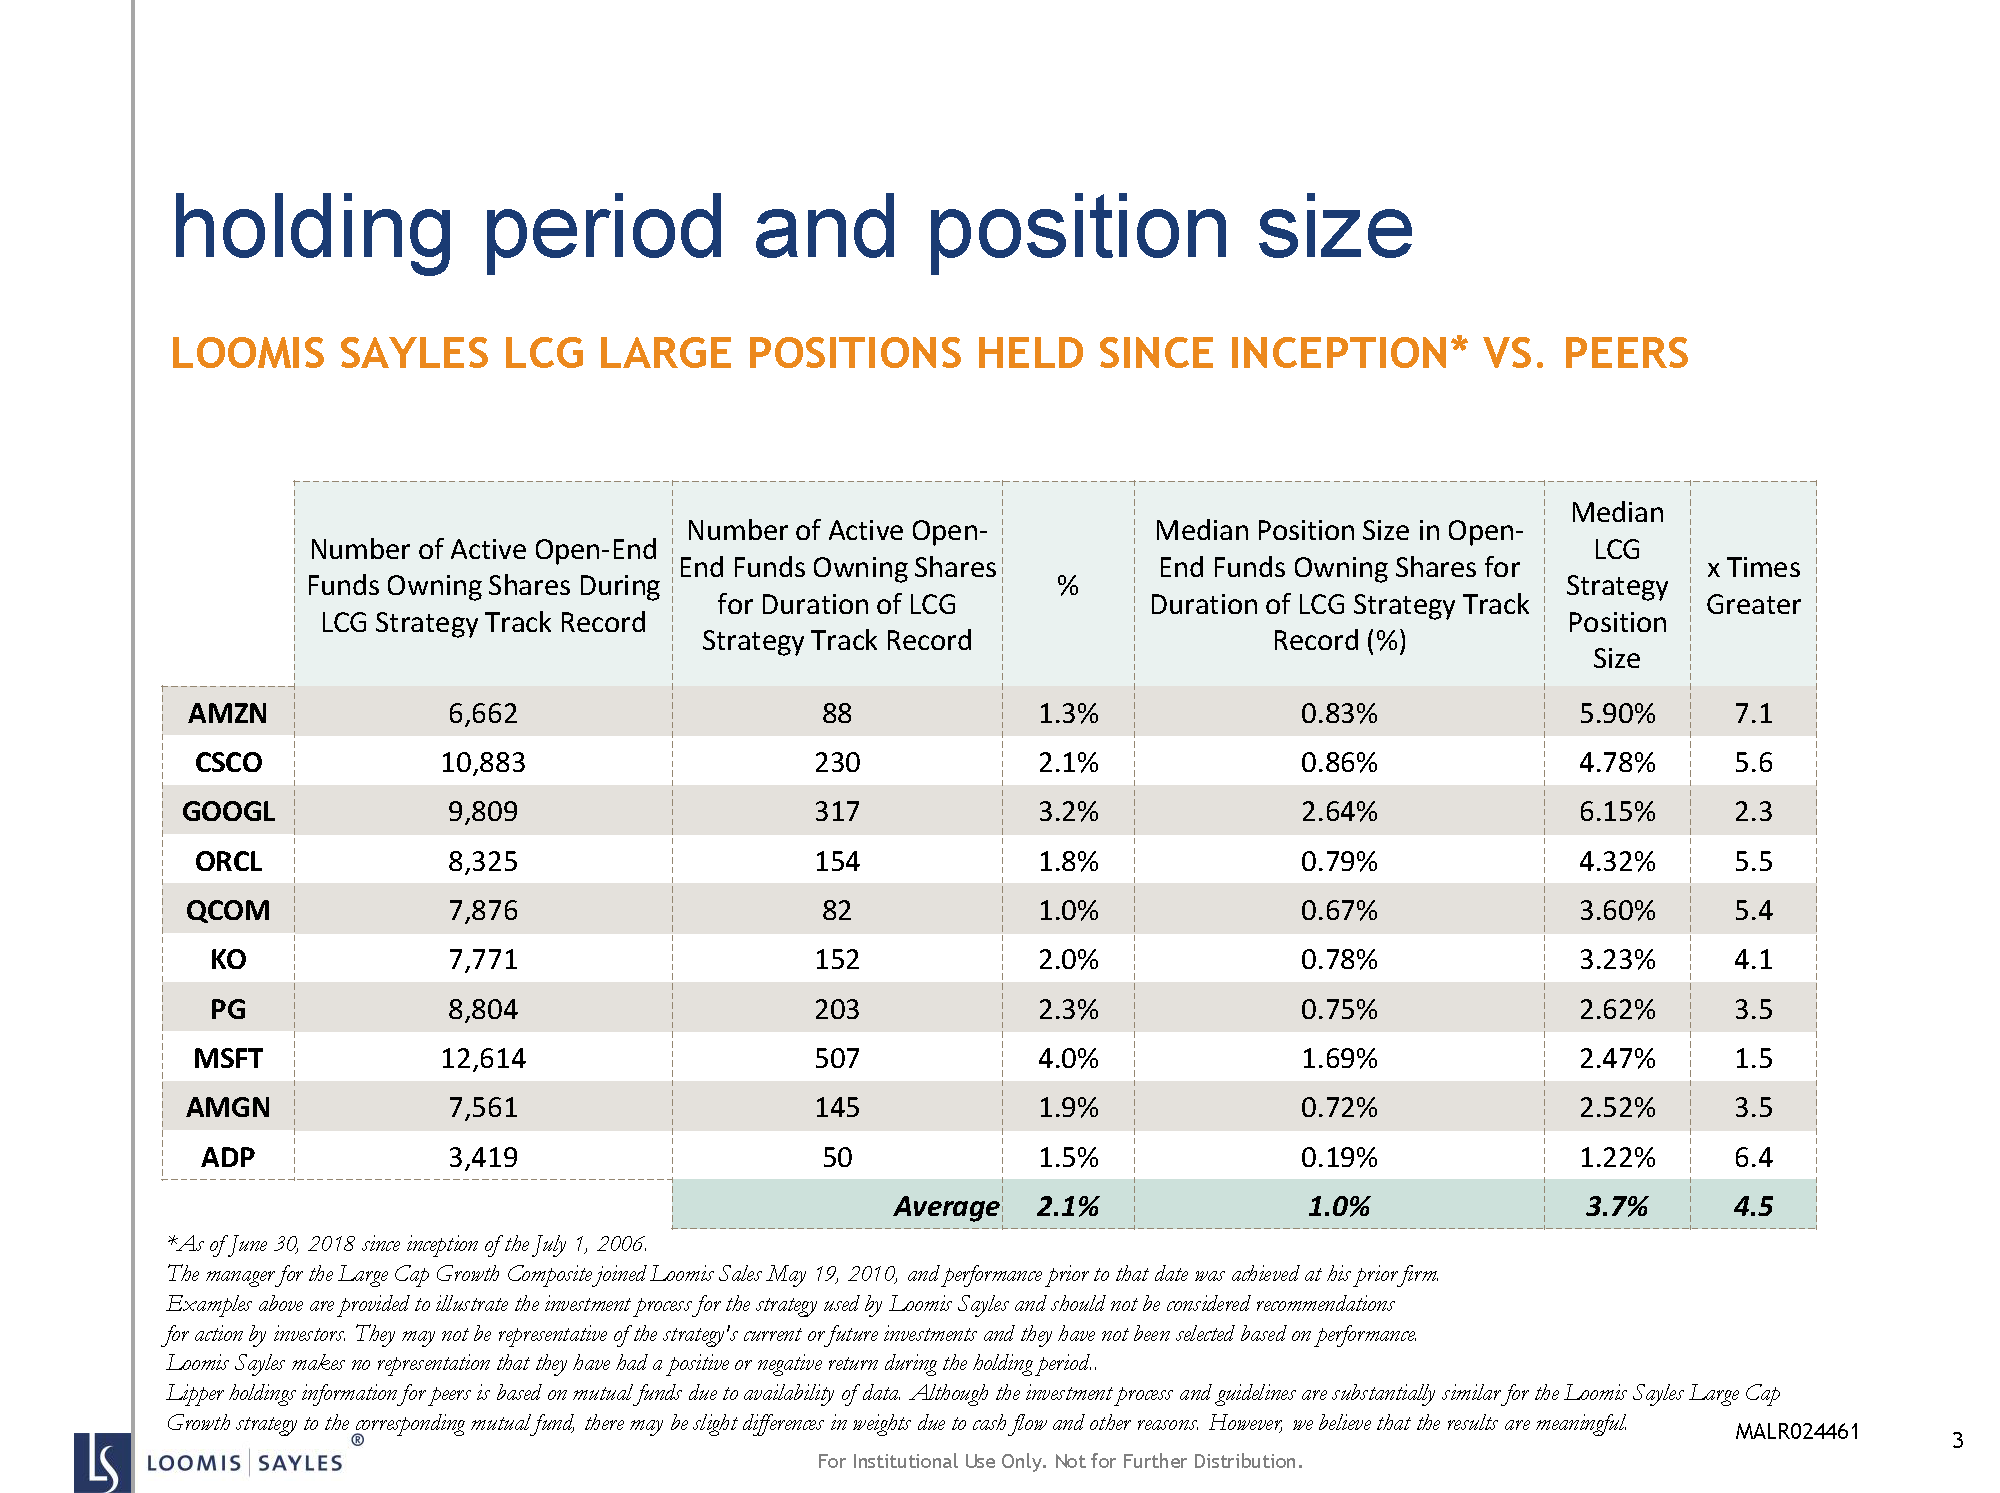 holding period and position size
LOOMIS SAYLES LCG LARGE POSITIONS HELD SINCE INCEPTION* VS. PEERS
Number of Active Open-End
Funds Owning Shares During
LCG Strategy Track Record
Number of Active Open-
End Funds Owning Shares
for Duration of LCG
Strategy Track Record
%
Median Position Size in Open-
End Funds Owning Shares for
Duration of LCG Strategy Track
Record (%)
Median
LCG
Strategy
Position
Size
x Times
Greater
AMZN 6,662 88 1.3% 0.83% 5.90% 7.1
CSCO 10,883 230 2.1% 0.86% 4.78% 5.6
GOOGL 9,809 317 3.2% 2.64% 6.15% 2.3
ORCL 8,325 154 1.8% 0.79% 4.32% 5.5
QCOM 7,876 82 1.0% 0.67% 3.60% 5.4
KO 7,771 152 2.0% 0.78% 3.23% 4.1
PG 8,804 203 2.3% 0.75% 2.62% 3.5
MSFT 12,614 507 4.0% 1.69% 2.47% 1.5
AMGN 7,561 145 1.9% 0.72% 2.52% 3.5
ADP 3,419 50 1.5% 0.19% 1.22% 6.4
Average 2.1% 1.0% 3.7% 4.5
*As of June 30, 2018 since inception of the July 1, 2006.
The manager for the Large Cap Growth Composite joined Loomis Sales May 19, 2010, and performance prior to that date was achieved at his prior firm.
Examples above are provided to illustrate the investment process for the strategy used by Loomis Sayles and should not be considered recommendations
for action by investors. They may not be representative of the strategy's current or future investments and they have not been selected based on performance.
Loomis Sayles makes no representation that they have had a positive or negative return during the holding period..
Lipper holdings information for peers is based on mutual funds due to availability of data. Although the investment process and guidelines are substantially similar for the Loomis Sayles Large Cap
Growth strategy to the corresponding mutual fund, there may be slight differences in weights due to cash flow and other reasons. However, we believe that the results are meaningful.
MALR024461
3
LS LOOMIS | SAYLES ®
For Institutional Use Only. Not for Further Distribution.